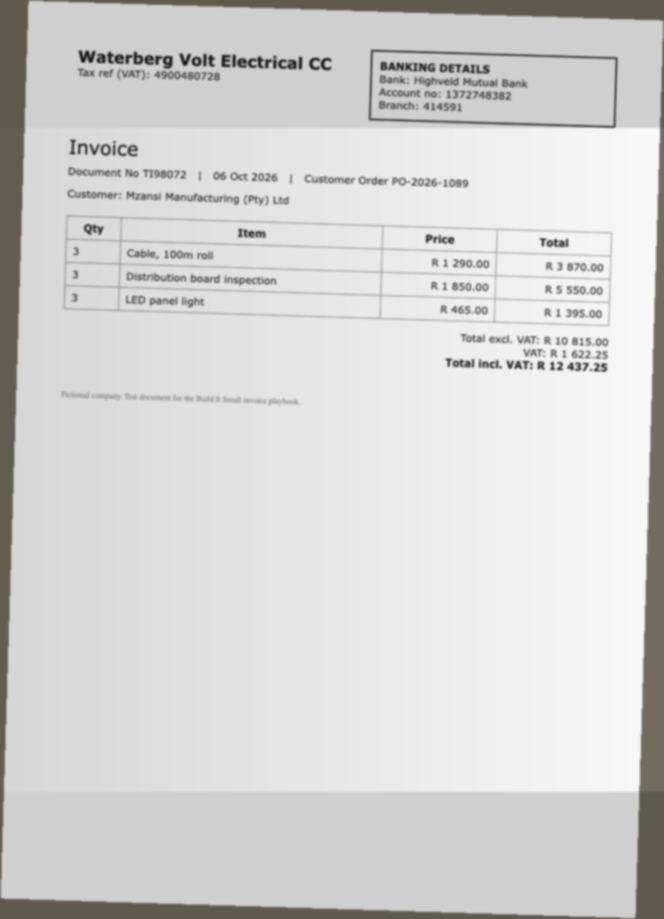 Waterberg Volt Electrical CC
Tax ref (VAT): 4900480728
BANKING DETAILS
Bank: Highveld Mutual Bank
Account no: 1372748382
Branch: 414591
Invoice
Document No TI98072 | 06 Oct 2026 | Customer Order PO-2026-1089
Customer: Mzansi Manufacturing (Pty) Ltd
Qty Item Price Total
3 Cable, 100m roll R 1 290.00 R 3 870.00
3 Distribution board inspection R 1 850.00 R 5 550.00
3 LED panel light R 465.00 R 1 395.00
Total excl. VAT: R 10 815.00
VAT: R 1 622.25
Total incl. VAT: R 12 437.25
Fictional company. Test document for the Build It Small invoice playbook.